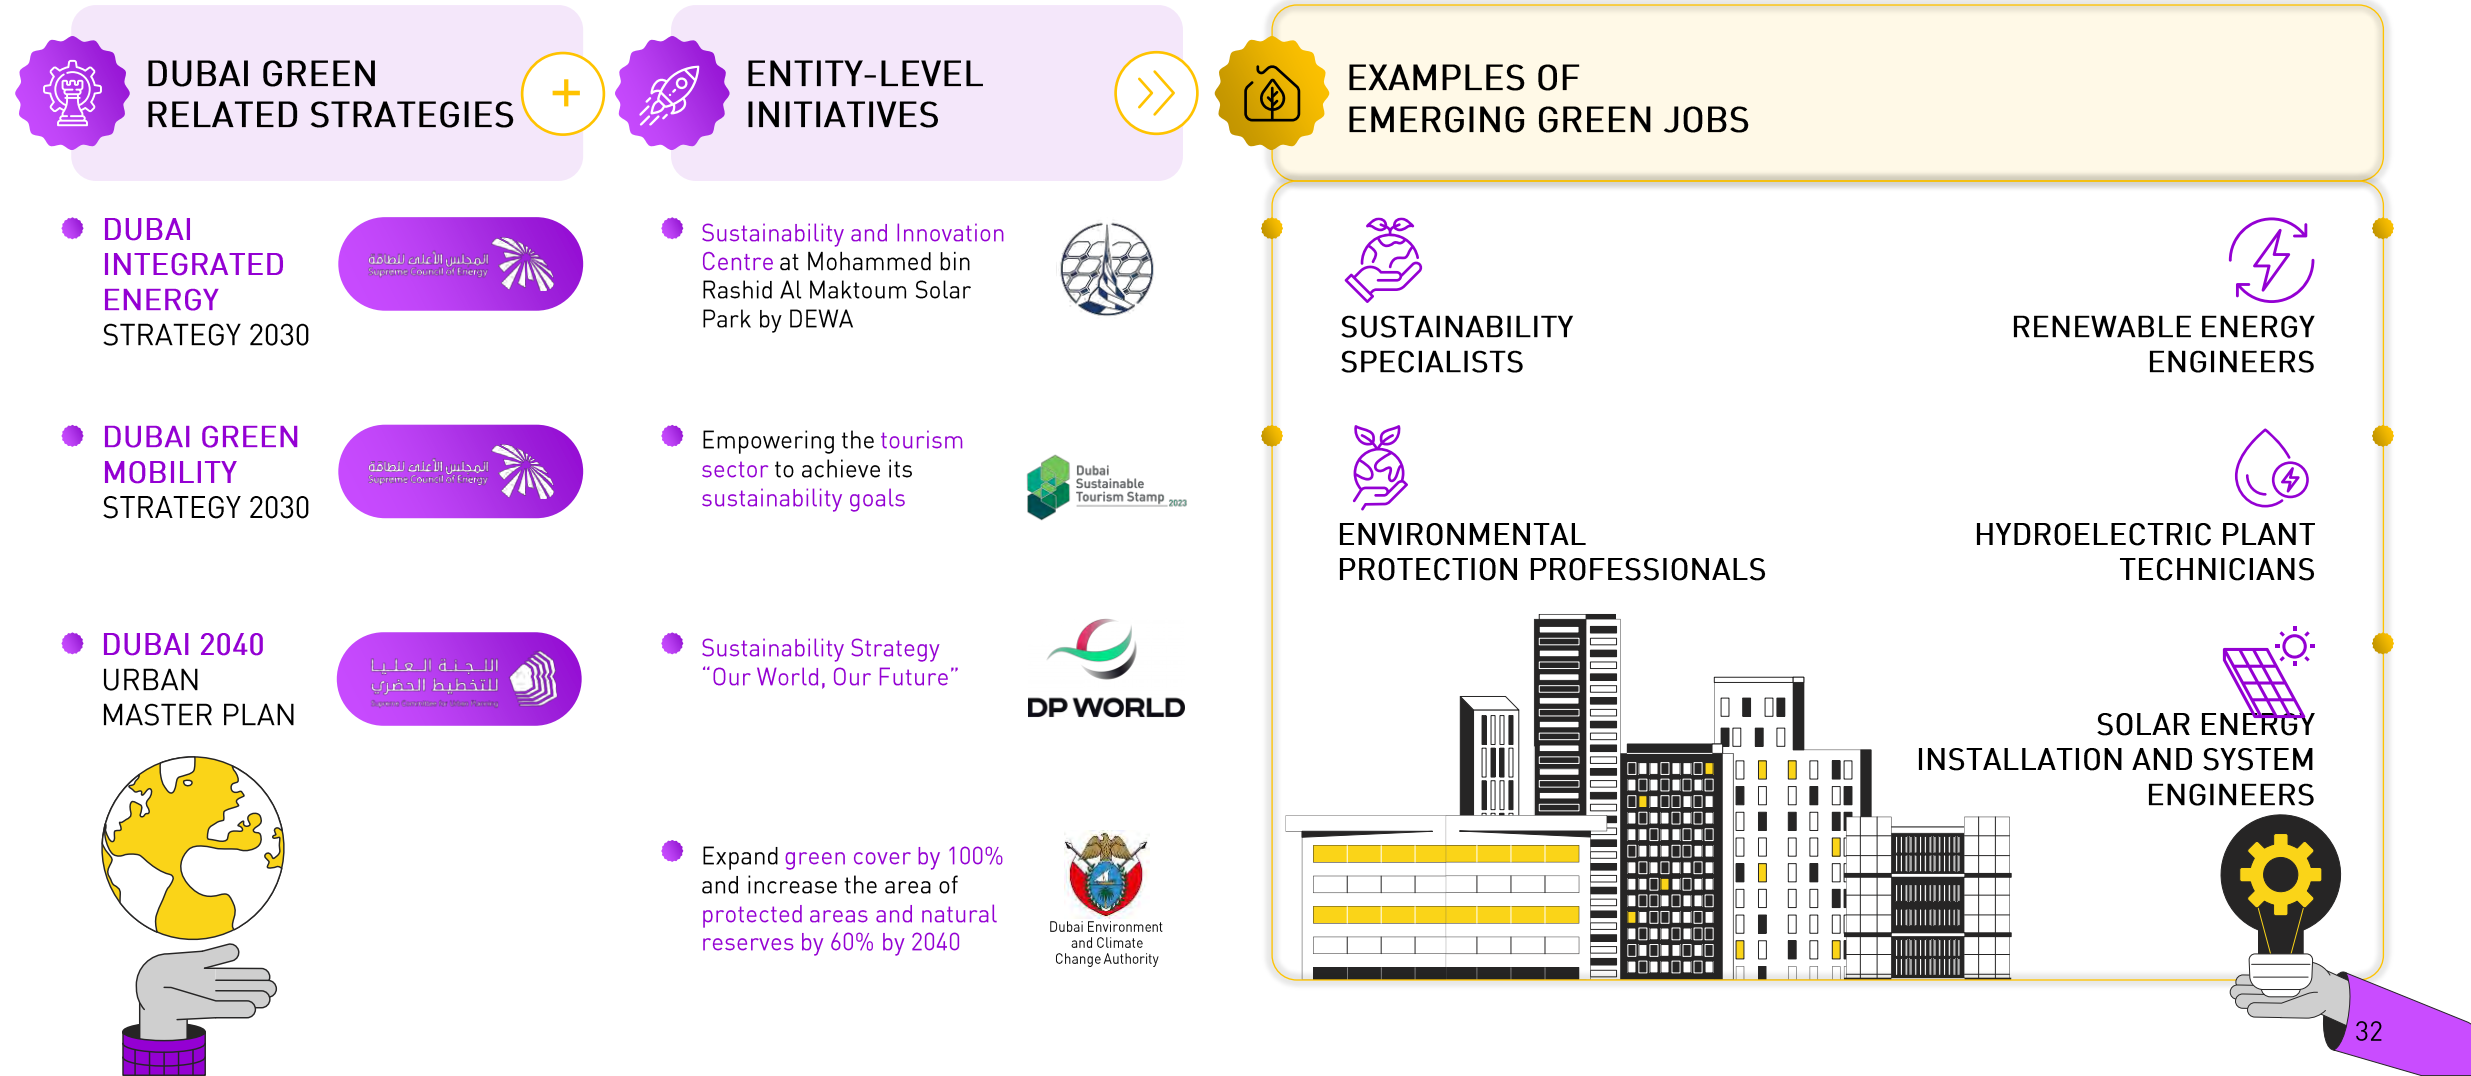 DUBAI GREEN
RELATED STRATEGIES
+
ENTITY-LEVEL
INITIATIVES
EXAMPLES OF
EMERGING GREEN JOBS
DUBAI
INTEGRATED
ENERGY
STRATEGY 2030
المجلس الأعلى للطاقة
Supreme Council of Energy
DUBAI GREEN
MOBILITY
STRATEGY 2030
المجلس الأعلى للطاقة
Supreme Council of Energy
DUBAI 2040
URBAN
MASTER PLAN
اللجنة العليا
للتخطيط الحضري
Sustainability and Innovation
Centre at Mohammed bin
Rashid Al Maktoum Solar
Park by DEWA
Empowering the tourism
sector to achieve its
sustainability goals
Dubai
Sustainable
Tourism Stamp 2023
Sustainability Strategy
“Our World, Our Future”
DP WORLD
Expand green cover by 100%
and increase the area of
protected areas and natural
reserves by 60% by 2040
Dubai Environment
and Climate
Change Authority
SUSTAINABILITY
SPECIALISTS
RENEWABLE ENERGY
ENGINEERS
ENVIRONMENTAL
PROTECTION PROFESSIONALS
HYDROELECTRIC PLANT
TECHNICIANS
SOLAR ENERGY
INSTALLATION AND SYSTEM
ENGINEERS
32